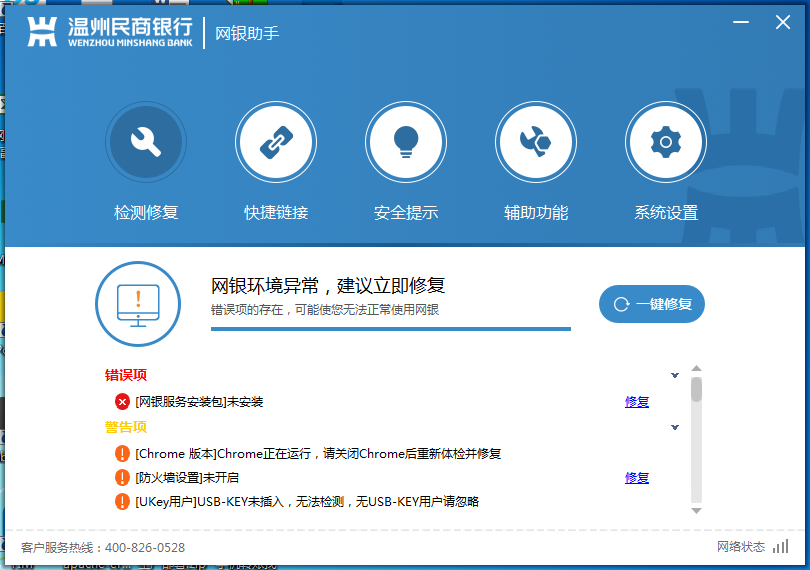 温州民商银行 网银助手
WENZHOU MINSHANG BANK
检测修复 快捷链接 安全提示 辅助功能 系统设置
网银环境异常，建议立即修复
错误项的存在，可能使您无法正常使用网银
一键修复
错误项
[网银服务安装包]未安装 修复
警告项
[Chrome 版本]Chrome正在运行，请关闭Chrome后重新体检并修复
[防火墙设置]未开启 修复
[UKey用户]USB-KEY未插入，无法检测，无USB-KEY用户请忽略
客户服务热线：400-826-0528 网络状态